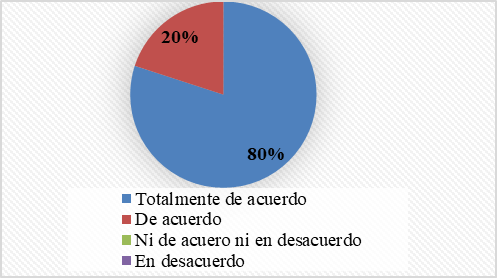 20%
80%
Totalmente de acuerdo
De acuerdo
Ni de acuero ni en desacuerdo
En desacuerdo